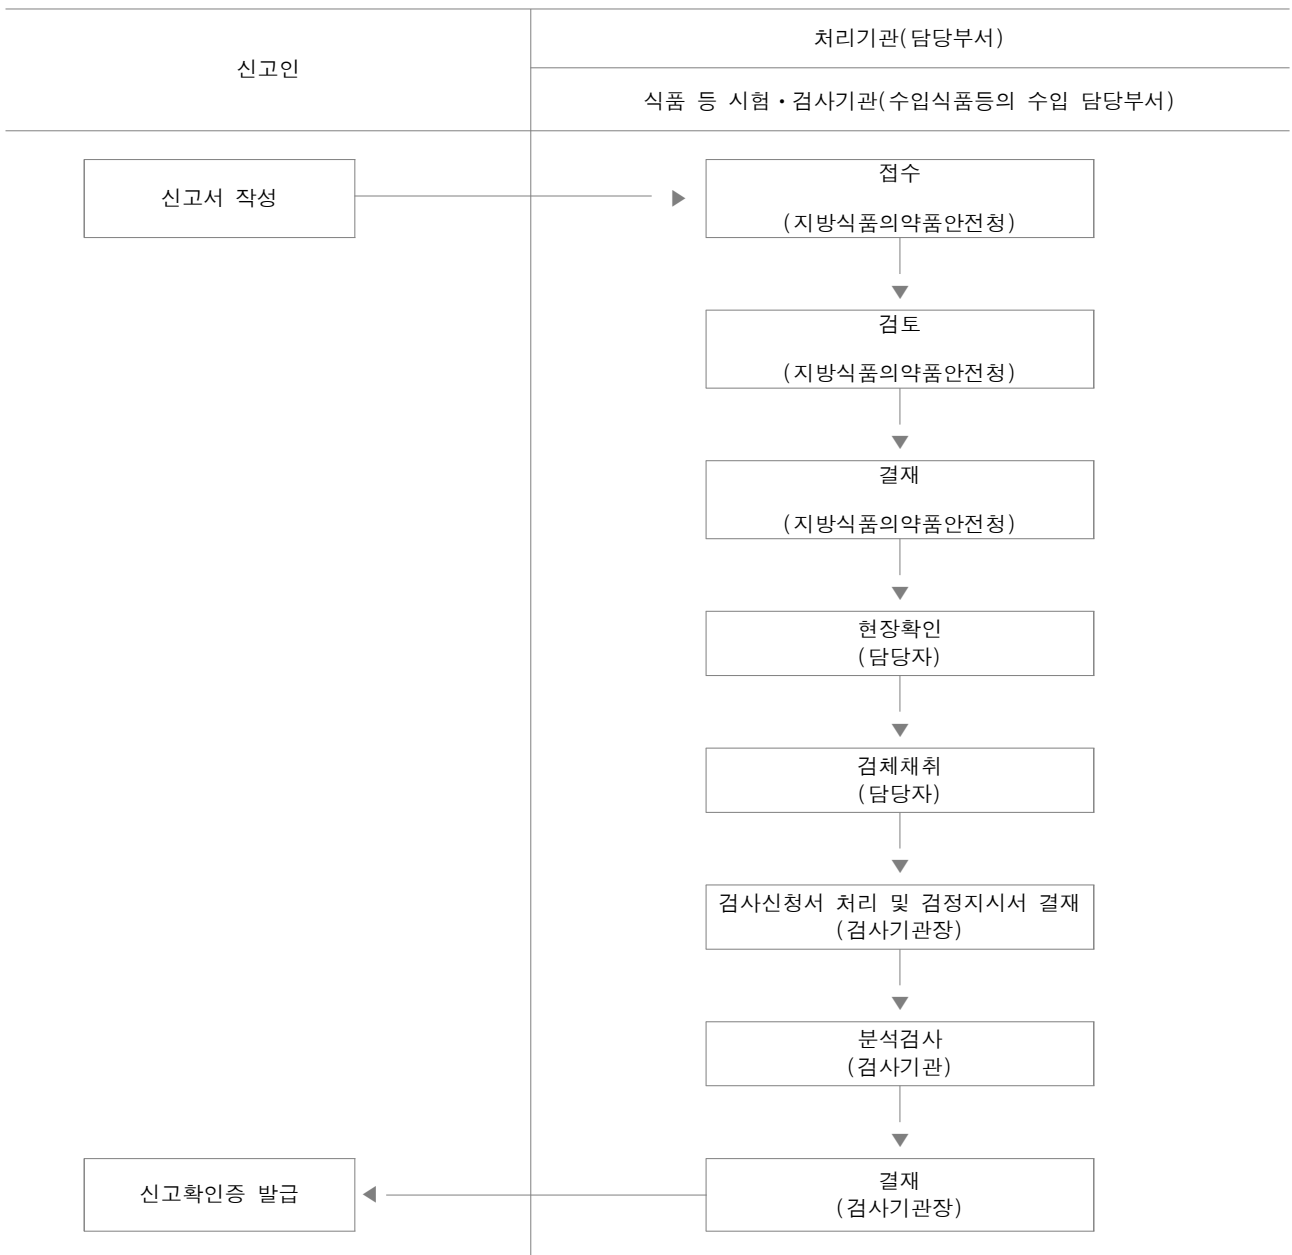 신고인
처리기관(담당부서)
식품 등 시험·검사기관(수입식품등의 수입 담당부서)
신고서 작성
접수
(지방식품의약품안전청)
검토
(지방식품의약품안전청)
결재
(지방식품의약품안전청)
현장확인
(담당자)
검체채취
(담당자)
검사신청서 처리 및 검정지시서 결재
(검사기관장)
분석검사
(검사기관)
신고확인증 발급
결재
(검사기관장)